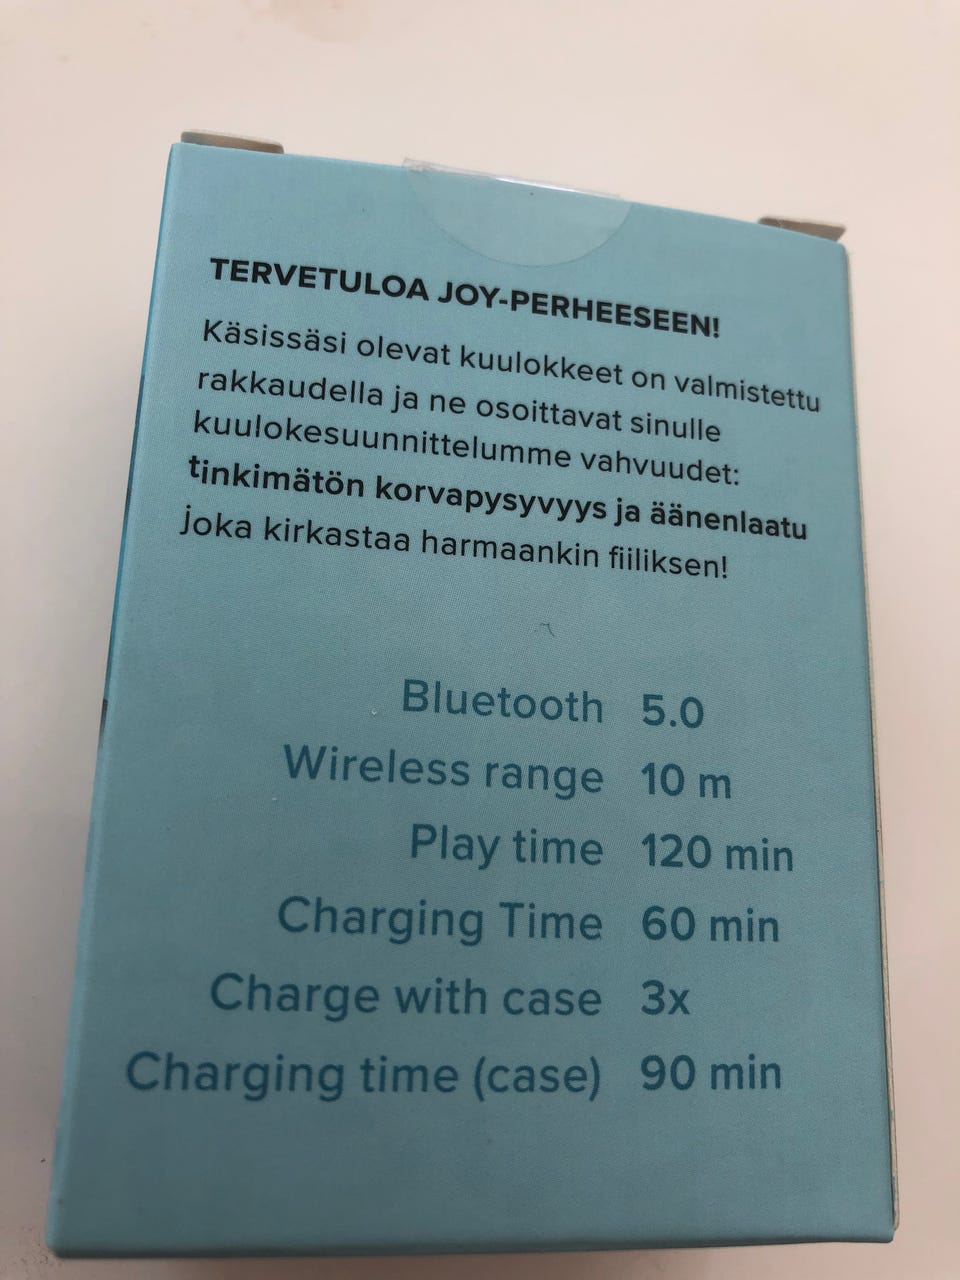 TERVETULOA JOY-PERHEESEEN!
Käsissäsi olevat kuulokkeet on valmistettu
rakkaudella ja ne osoittavat sinulle
kuulokesuunnittelumme vahvuudet:
tinkimätön korvapysyvyys ja äänenlaatu
joka kirkastaa harmaankin fiiliksen!
Bluetooth 5.0
Wireless range 10 m
Play time 120 min
Charging Time 60 min
Charge with case 3x
Charging time (case) 90 min